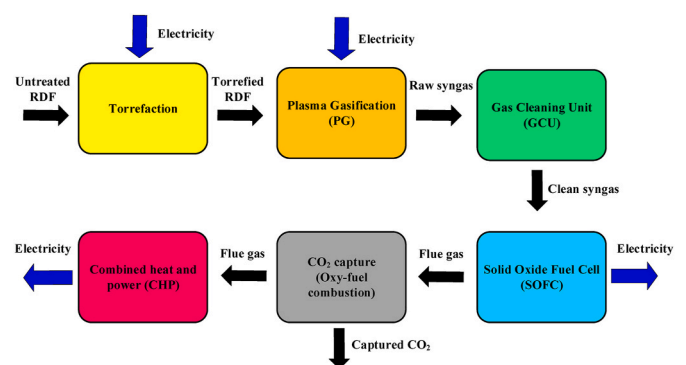 Electricity
Electricity
Untreated
RDF
Torrefaction
Torrefied
RDF
Plasma Gasification
(PG)
Raw syngas
Gas Cleaning Unit
(GCU)
Clean syngas
Electricity
Combined heat and
power (CHP)
Flue gas
CO₂ capture
(Oxy-fuel
combustion)
Flue gas
Solid Oxide Fuel Cell
(SOFC)
Electricity
Captured CO₂